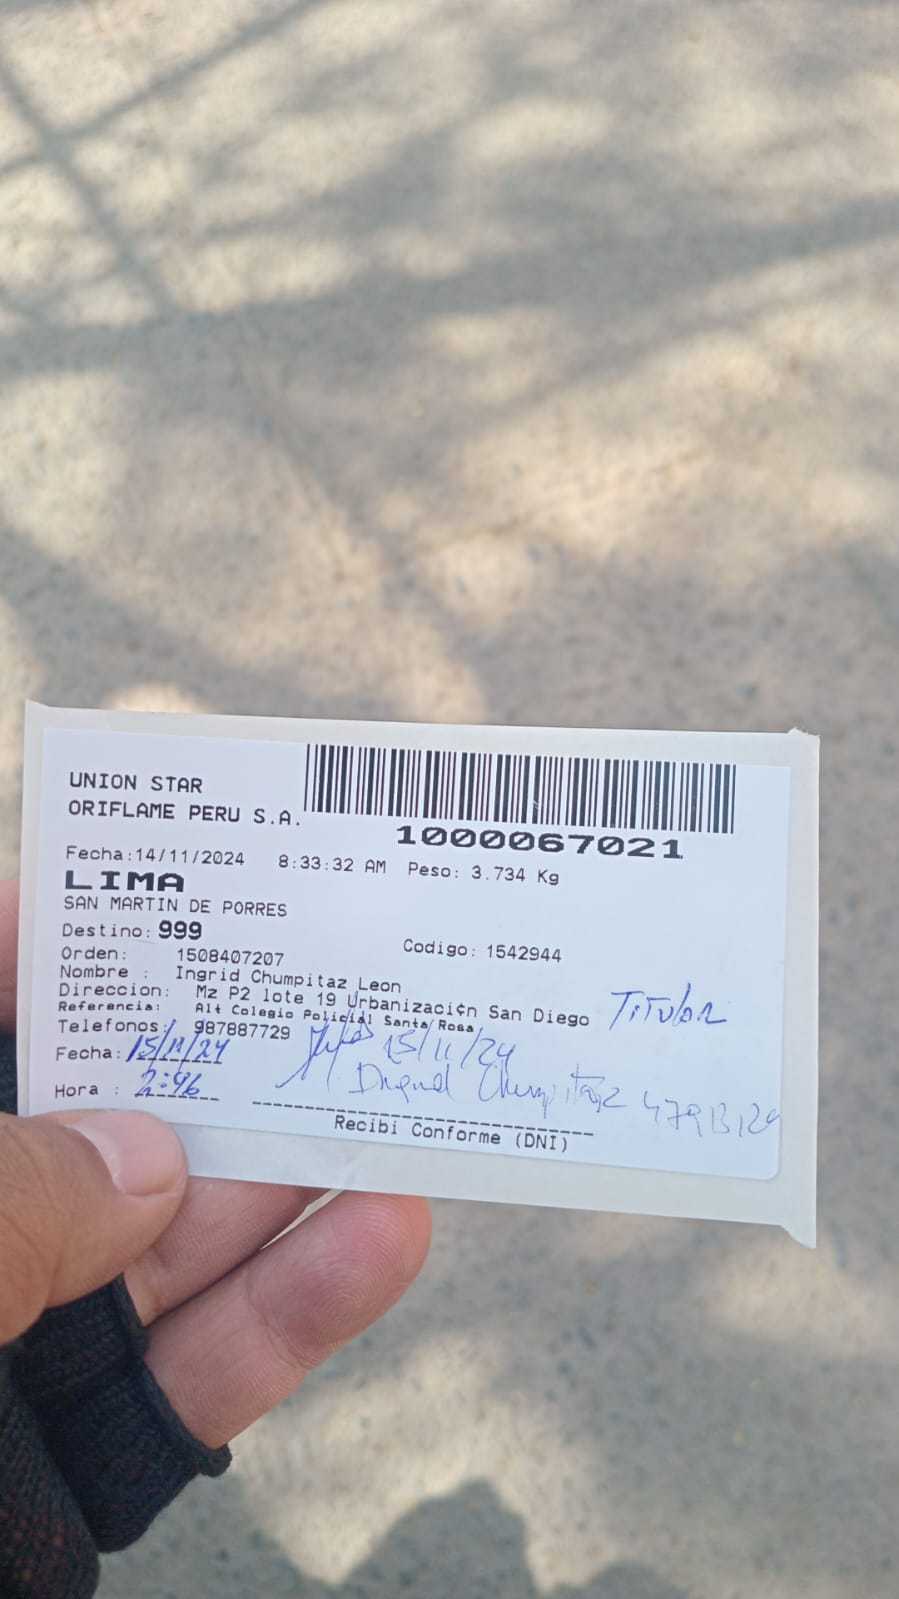 UNION STAR
ORIFLAME PERU S.A.
1000067021
Fecha:14/11/2024 8:33:32 AM Peso: 3.734 Kg
LIMA
SAN MARTIN DE PORRES
Destino: 999
Orden: 1508407207 Codigo: 1542944
Nombre : Ingrid Chumpitaz Leon
Direccion: Mz P2 lote 19 Urbanizaci¢n San Diego
Titular
Referencia: Alt Colegio Policial Santa Rosa
Telefonos: 987887729
Fecha: 15/11/24 15/11/24
Hora : 2:46 Chumpitaz
Recibi Conforme (DNI)